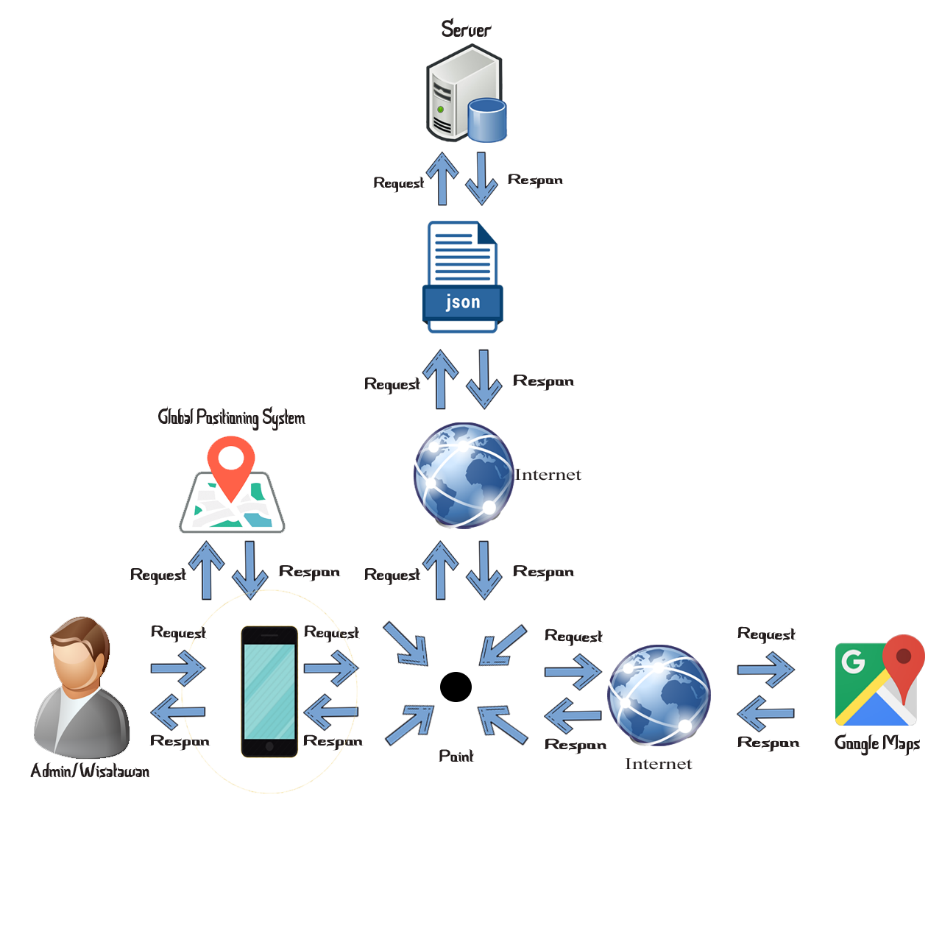 Server
Request
Respon
json
Request
Respon
Global Positioning System
Internet
Request
Respon
Request
Respon
Request
Request
Request
Request
G
Respon
Respon
Respon
Respon
Point
Internet
Google Maps
Admin/Wisatawan